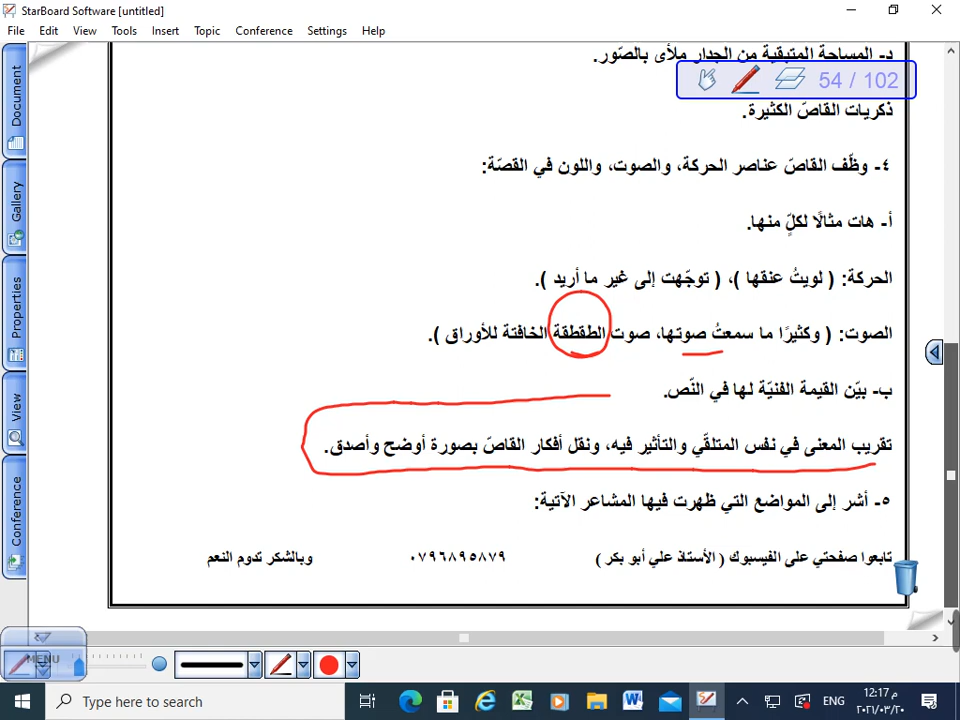 StarBoard Software [untitled]
File Edit View Tools Insert Topic Conference Settings Help
Document
Gallery
Properties
View
Conference
54 / 102
د- المساحة المتبقية من الجدار ملأى بالصّور.
ذكريات القاصّ الكثيرة.
٤- وظّف القاصّ عناصر الحركة، والصوت، واللون في القصّة:
أ- هات مثالًا لكلٍّ منها.
الحركة: ( لويتُ عنقها )، ( توجّهت إلى غير ما أريد ).
الصوت: ( وكثيرًا ما سمعتُ صوتها، صوت الطقطقة الخافتة للأوراق ).
ب- بيّن القيمة الفنيّة لها في النّص.
تقريب المعنى في نفس المتلقّي والتأثير فيه، ونقل أفكار القاصّ بصورة أوضح وأصدق.
٥- أشر إلى المواضع التي ظهرت فيها المشاعر الآتية:
تابعوا صفحتي على الفيسبوك ( الأستاذ علي أبو بكر ) ٠٧٩٦٨٩٥٨٧٩ وبالشكر تدوم النعم
MENU
Type here to search
ENG
١2:17 م
٢٠٢١/٠٣/٢٠